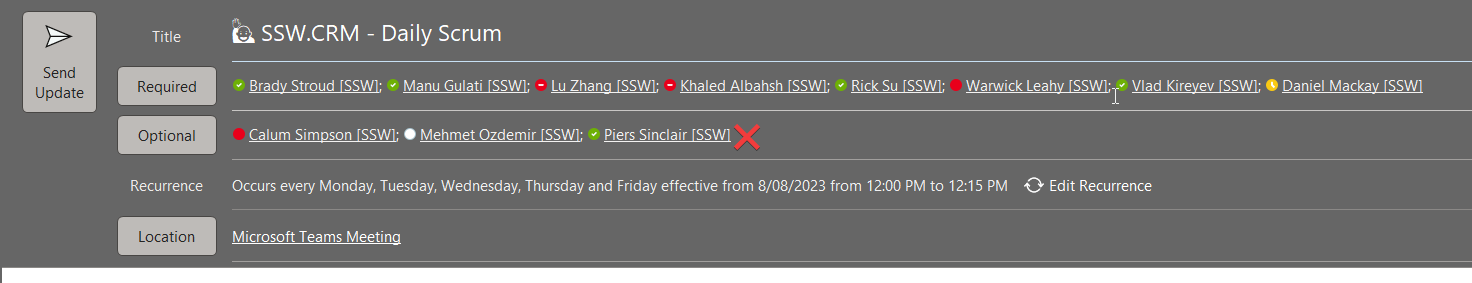 Title SSW.CRM - Daily Scrum
Send Update
Required Brady Stroud [SSW]; Manu Gulati [SSW]; Lu Zhang [SSW]; Khaled Albahsh [SSW]; Rick Su [SSW]; Warwick Leahy [SSW]; Vlad Kireyev [SSW]; Daniel Mackay [SSW]
Optional Calum Simpson [SSW]; Mehmet Ozdemir [SSW]; Piers Sinclair [SSW]
Recurrence Occurs every Monday, Tuesday, Wednesday, Thursday and Friday effective from 8/08/2023 from 12:00 PM to 12:15 PM Edit Recurrence
Location Microsoft Teams Meeting